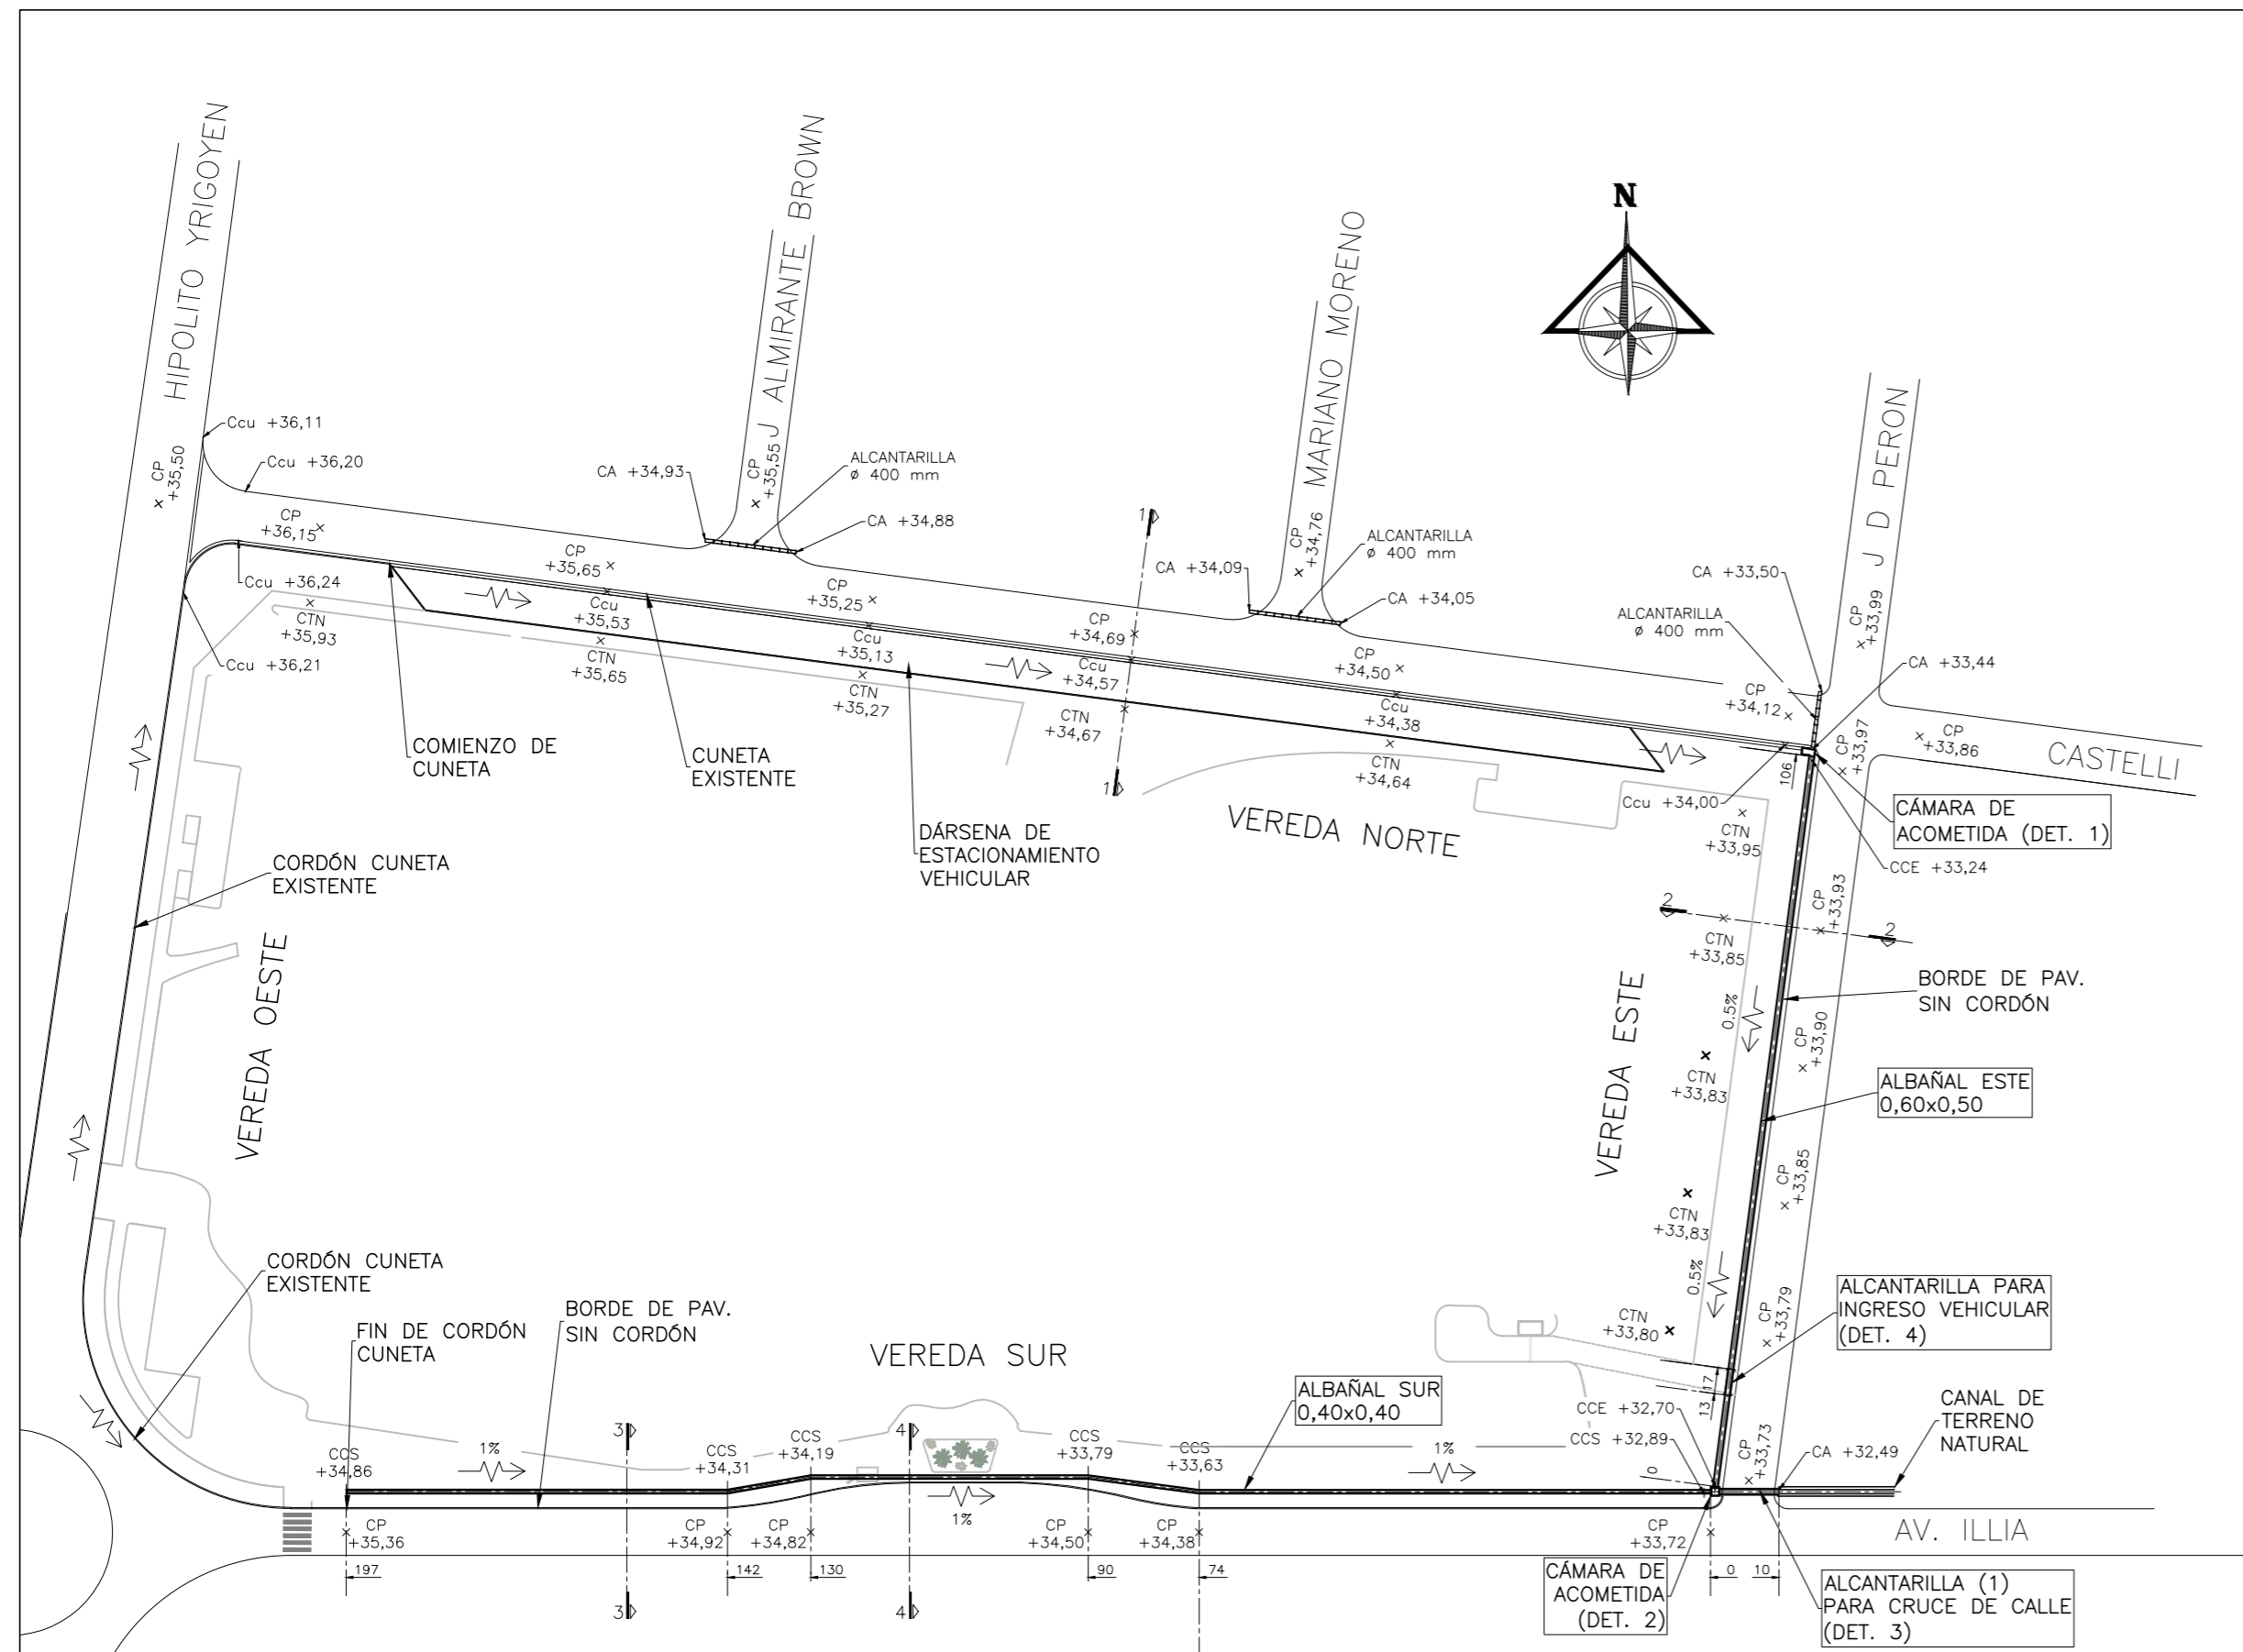 N
HIPOLITO YRIGOYEN
J ALMIRANTE BROWN
MARIANO MORENO
J D PERON
CASTELLI
Ccu +36,11
Ccu +36,20
CP
+35,50
CA +34,93
CP
+35,55
ALCANTARILLA
ø 400 mm
CA +34,88
1
CP
+34,76
ALCANTARILLA
ø 400 mm
CA +34,09
CA +34,05
CA +33,50
ALCANTARILLA
ø 400 mm
CP
+33,99
CA +33,44
CP
+36,15
CP
+35,65
CP
+35,25
CP
+34,69
CP
+34,50
CP
+34,12
CP
+33,97
CP
+33,86
Ccu +36,24
Ccu
+35,53
Ccu
+35,13
Ccu
+34,57
Ccu
+34,38
Ccu +34,00
106
CTN
+35,93
CTN
+35,65
CTN
+35,27
CTN
+34,67
CTN
+34,64
CTN
+33,95
Ccu +36,21
COMIENZO DE
CUNETA
CUNETA
EXISTENTE
1
DÁRSENA DE
ESTACIONAMIENTO
VEHICULAR
VEREDA NORTE
CÁMARA DE
ACOMETIDA (DET. 1)
CCE +33,24
CORDÓN CUNETA
EXISTENTE
VEREDA OESTE
2
CP
+33,93
2
CTN
+33,85
BORDE DE PAV.
SIN CORDÓN
0.5%
VEREDA ESTE
CP
+33,90
CTN
+33,83
ALBAÑAL ESTE
0,60x0,50
CP
+33,85
CTN
+33,83
0.5%
CORDÓN CUNETA
EXISTENTE
ALCANTARILLA PARA
INGRESO VEHICULAR
(DET. 4)
CP
+33,79
CTN
+33,80
BORDE DE PAV.
SIN CORDÓN
FIN DE CORDÓN
CUNETA
VEREDA SUR
ALBAÑAL SUR
0,40x0,40
17
13
CCE +32,70
CCS +32,89
0
CP
+33,73
CA +32,49
CANAL DE
TERRENO
NATURAL
CCS
+34,86
1%
3
CCS
+34,31
CCS
+34,19
4
CCS
+33,79
CCS
+33,63
1%
1%
AV. ILLIA
CP
+35,36
CP
+34,92
CP
+34,82
CP
+34,50
CP
+34,38
CP
+33,72
197
142
130
90
74
0
10
3
4
CÁMARA DE
ACOMETIDA
(DET. 2)
ALCANTARILLA (1)
PARA CRUCE DE CALLE
(DET. 3)